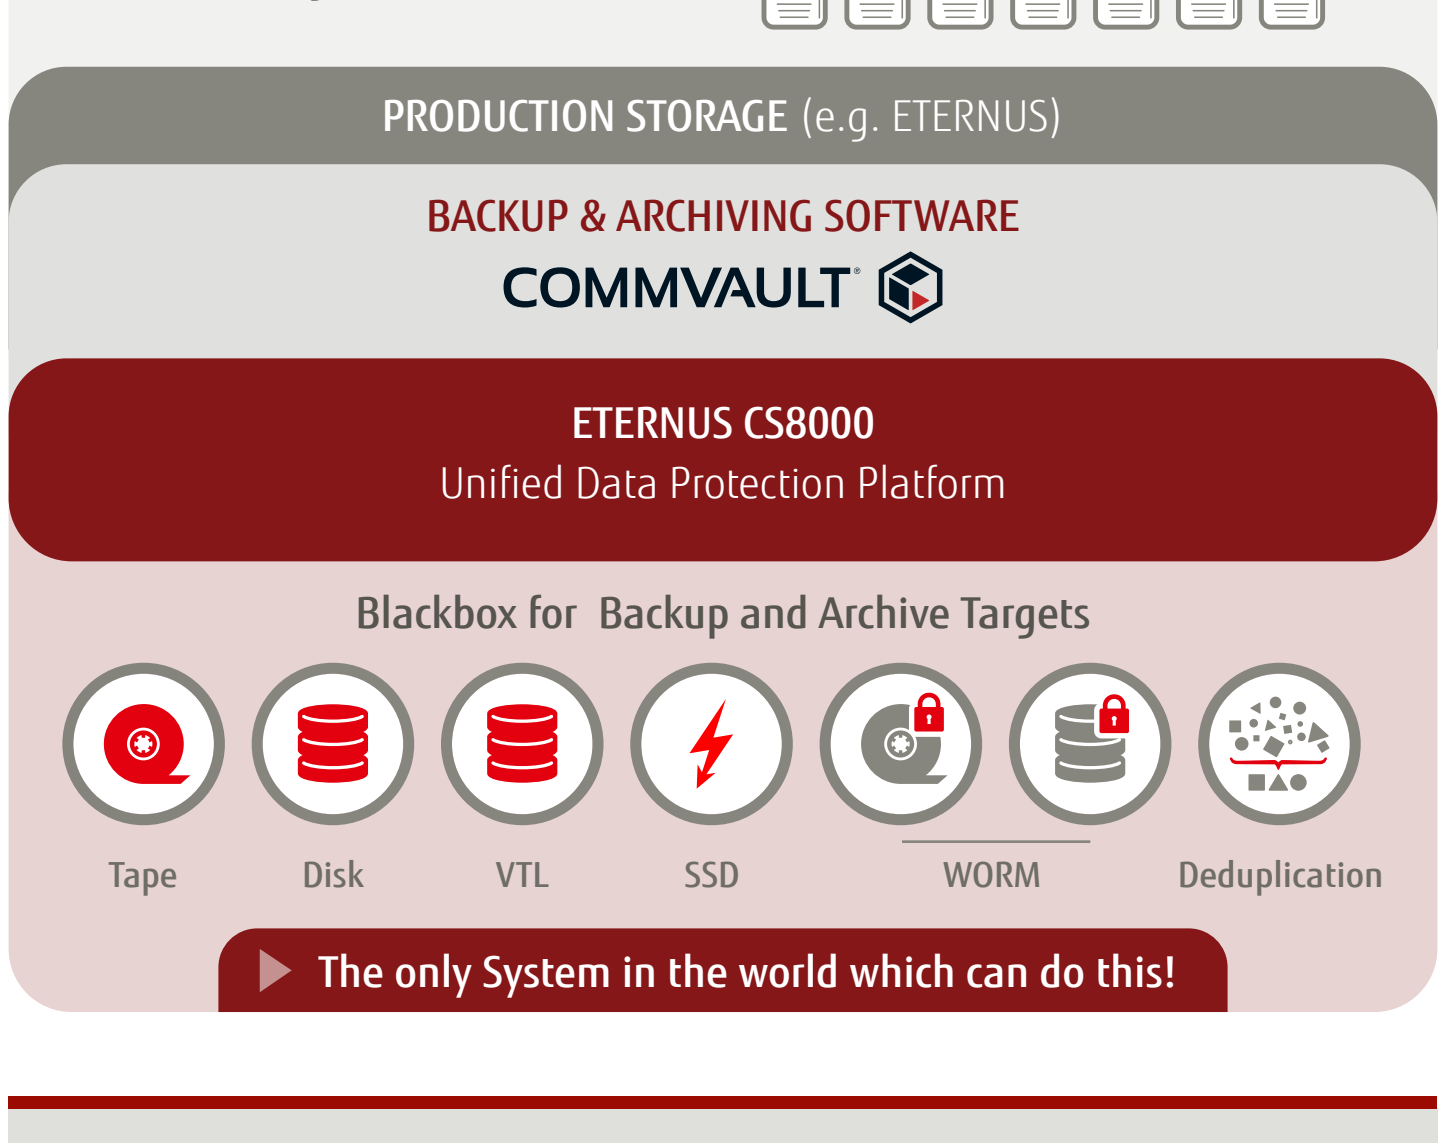 PRODUCTION STORAGE (e.g. ETERNUS)
BACKUP & ARCHIVING SOFTWARE
COMMVAULT®
ETERNUS CS8000
Unified Data Protection Platform
Blackbox for Backup and Archive Targets
Tape Disk VTL SSD WORM Deduplication
The only System in the world which can do this!